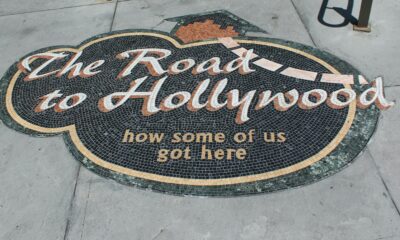 The Road
to Hollywood
how some of us
got here